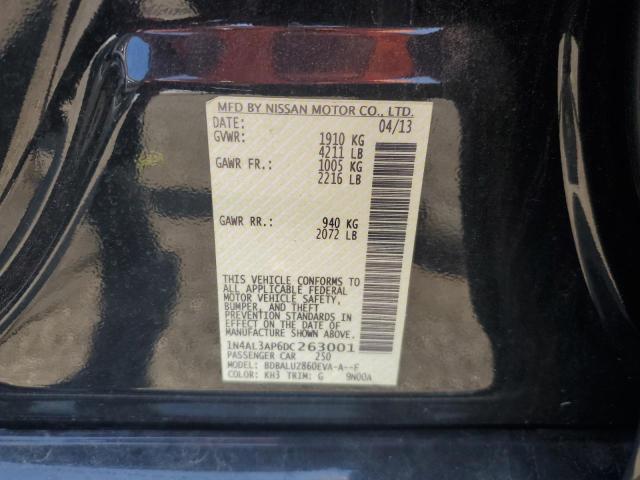 MFD BY NISSAN MOTOR CO., LTD.
DATE: 04/13
GVWR: 1910 KG
4211 LB
GAWR FR.: 1005 KG
2216 LB
GAWR RR.: 940 KG
2072 LB
THIS VEHICLE CONFORMS TO
ALL APPLICABLE FEDERAL
MOTOR VEHICLE SAFETY,
BUMPER, AND THEFT
PREVENTION STANDARDS IN
EFFECT ON THE DATE OF
MANUFACTURE SHOWN ABOVE.
1N4AL3AP6DC263001
PASSENGER CAR 250
MODEL: BDBALUZ860EVA-A--F
COLOR: KH3 TRIM: G 9N00A